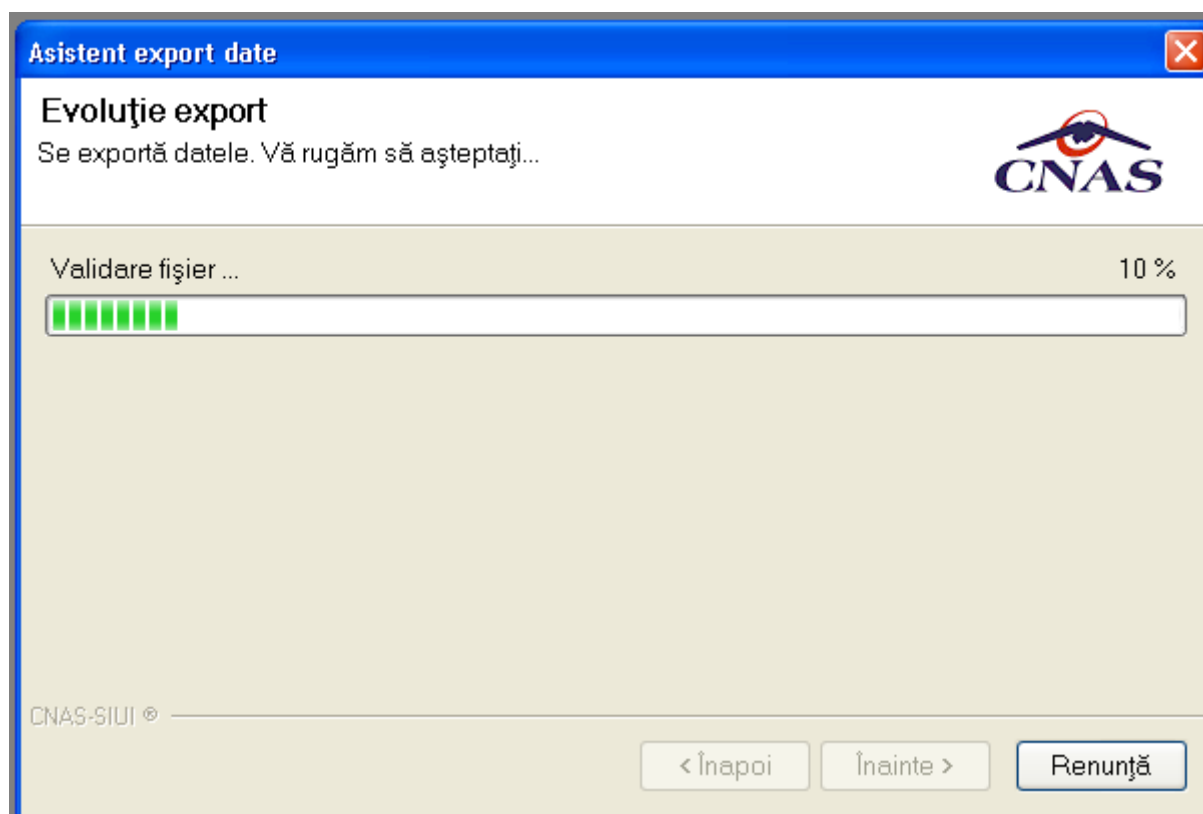 Asistent export date
Evoluţie export
Se exportă datele. Vă rugăm să aşteptaţi...
CNAS
Validare fişier ... 10 %
CNAS-SIUI ®
< Înapoi Înainte > Renunţă